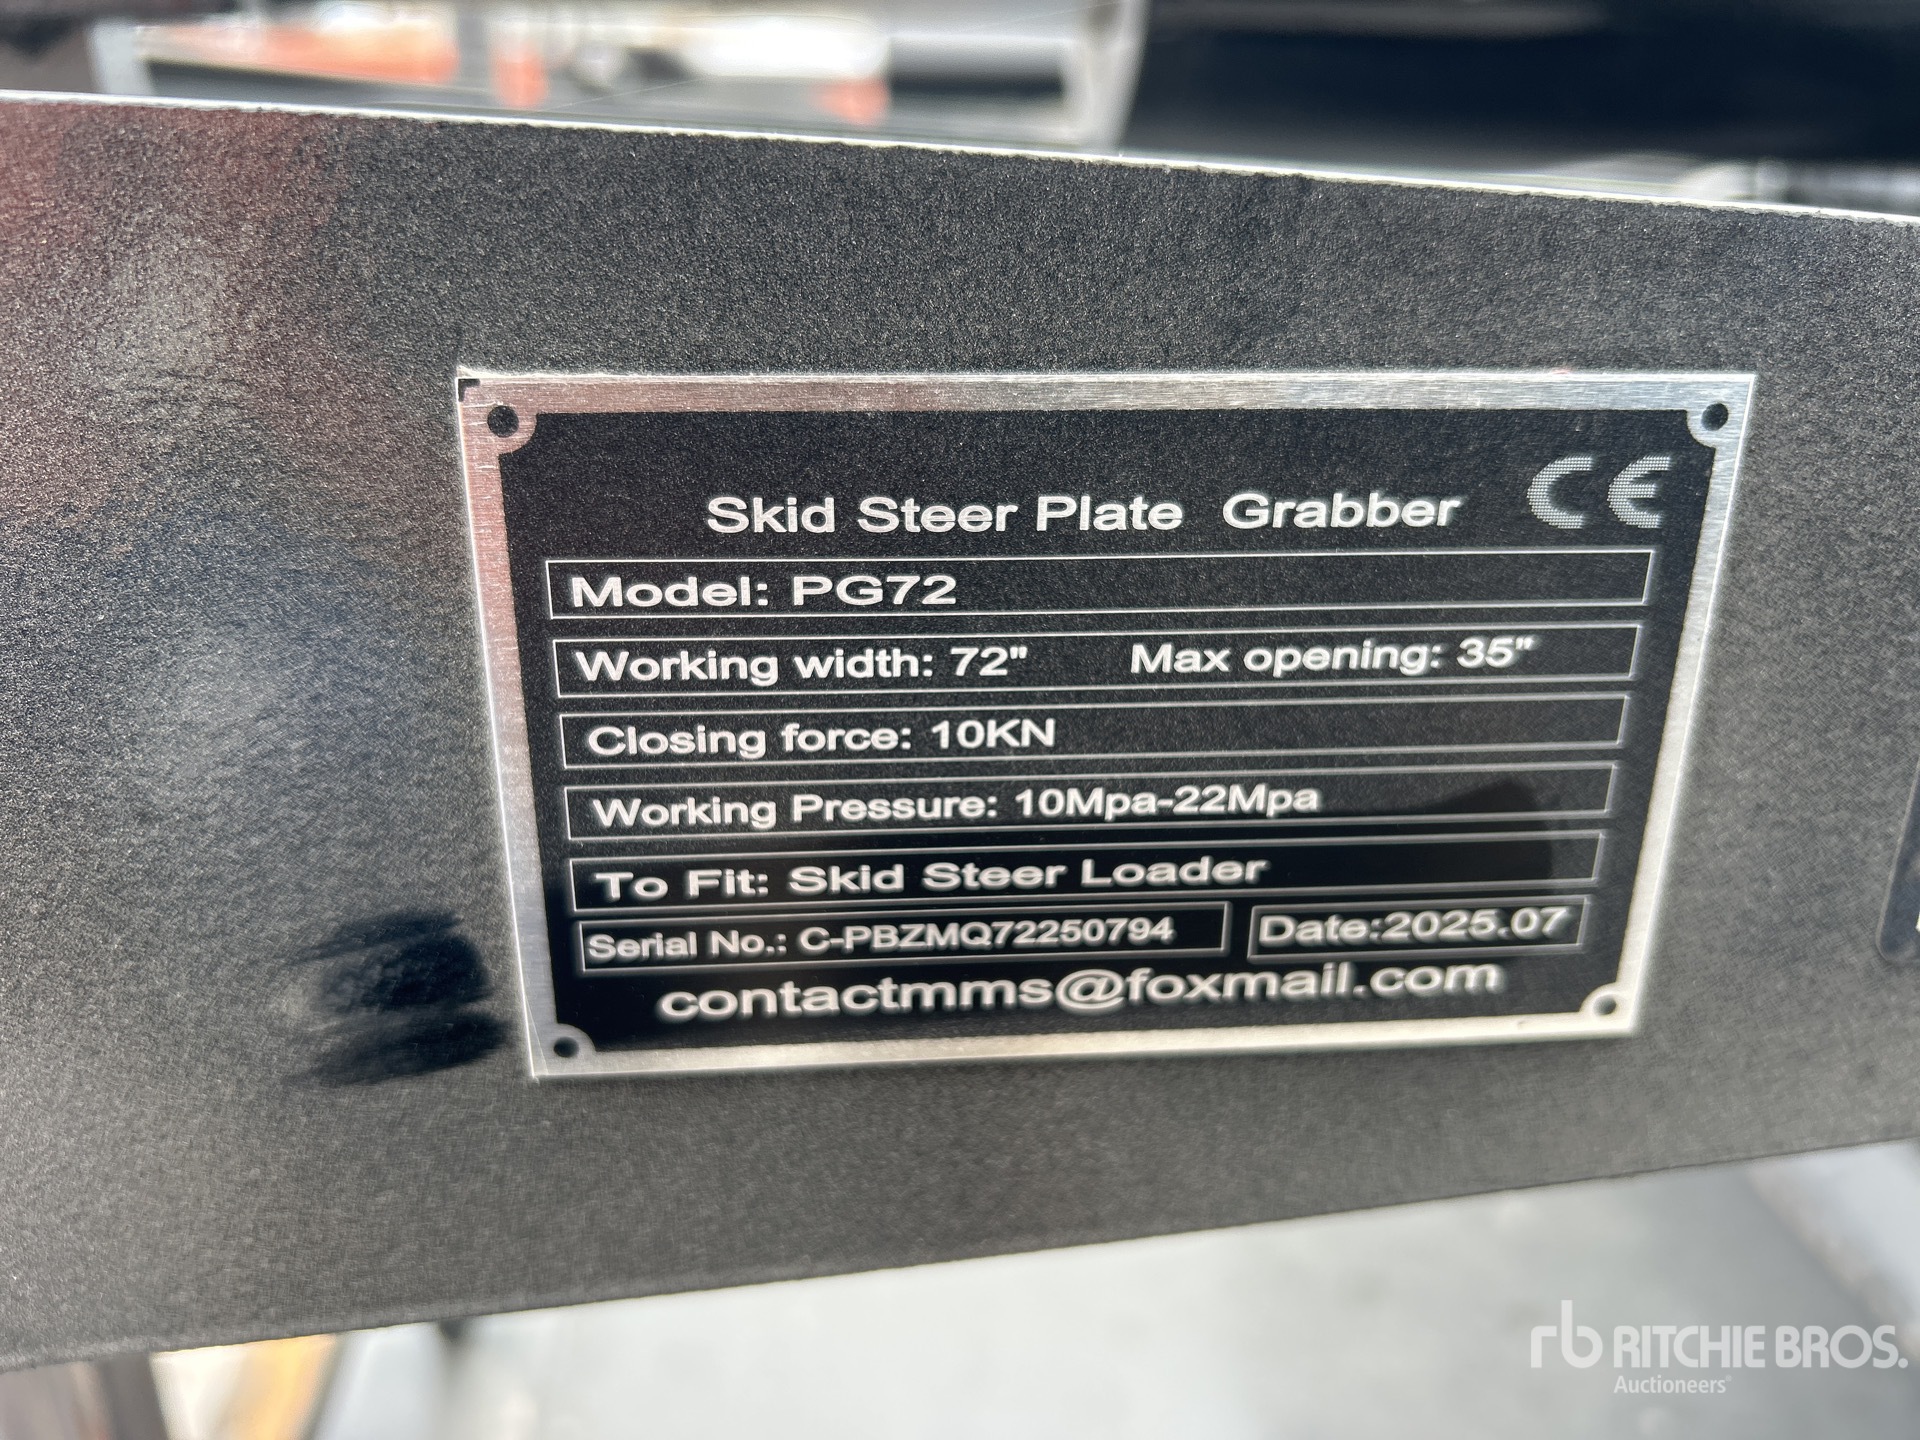 CE
Skid Steer Plate Grabber
Model: PG72
Working width: 72" Max opening: 35"
Closing force: 10KN
Working Pressure: 10Mpa-22Mpa
To Fit: Skid Steer Loader
Serial No.: C-PBZMQ72250794 Date:2025.07
contactmms@foxmail.com
rb RITCHIE BROS.
Auctioneers